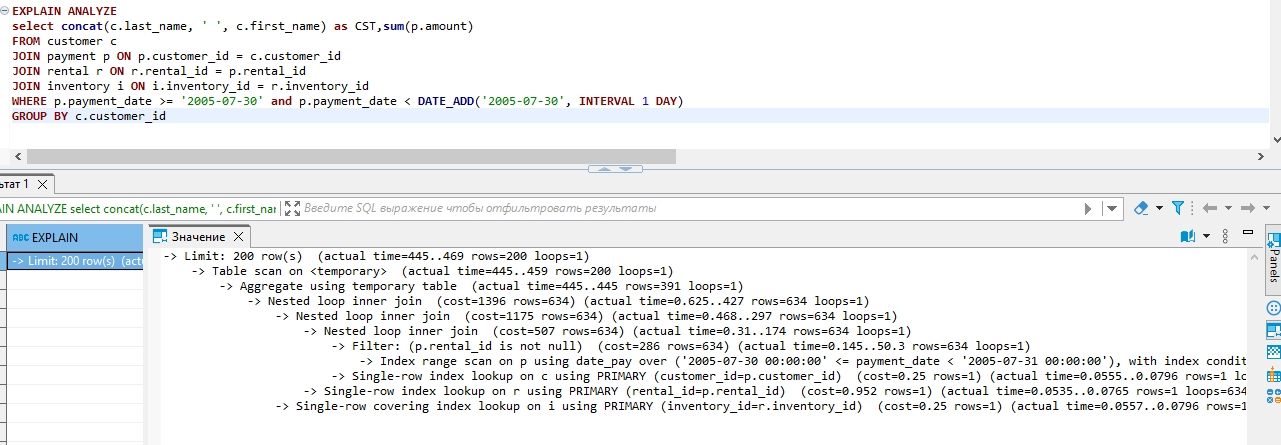 EXPLAIN ANALYZE
select concat(c.last_name, ' ', c.first_name) as CST,sum(p.amount)
FROM customer c
JOIN payment p ON p.customer_id = c.customer_id
JOIN rental r ON r.rental_id = p.rental_id
JOIN inventory i ON i.inventory_id = r.inventory_id
WHERE p.payment_date >= '2005-07-30' and p.payment_date < DATE_ADD('2005-07-30', INTERVAL 1 DAY)
GROUP BY c.customer_id
ьтат 1
IN ANALYZE select concat(c.last_name, ' ', c.first_nar
Введите SQL выражение чтобы отфильтровать результаты
ABC EXPLAIN
Значение
-> Limit: 200 row(s) (act
-> Limit: 200 row(s) (actual time=445..469 rows=200 loops=1)
-> Table scan on <temporary> (actual time=445..459 rows=200 loops=1)
-> Aggregate using temporary table (actual time=445..445 rows=391 loops=1)
-> Nested loop inner join (cost=1396 rows=634) (actual time=0.625..427 rows=634 loops=1)
-> Nested loop inner join (cost=1175 rows=634) (actual time=0.468..297 rows=634 loops=1)
-> Nested loop inner join (cost=507 rows=634) (actual time=0.31..174 rows=634 loops=1)
-> Filter: (p.rental_id is not null) (cost=286 rows=634) (actual time=0.145..50.3 rows=634 loops=1)
-> Index range scan on p using date_pay over ('2005-07-30 00:00:00' <= payment_date < '2005-07-31 00:00:00'), with index condit
-> Single-row index lookup on c using PRIMARY (customer_id=p.customer_id) (cost=0.25 rows=1) (actual time=0.0555..0.0796 rows=1 lo
-> Single-row index lookup on r using PRIMARY (rental_id=p.rental_id) (cost=0.952 rows=1) (actual time=0.0535..0.0765 rows=1 loops=634
-> Single-row covering index lookup on i using PRIMARY (inventory_id=r.inventory_id) (cost=0.25 rows=1) (actual time=0.0557..0.0796 rows=1
Panels